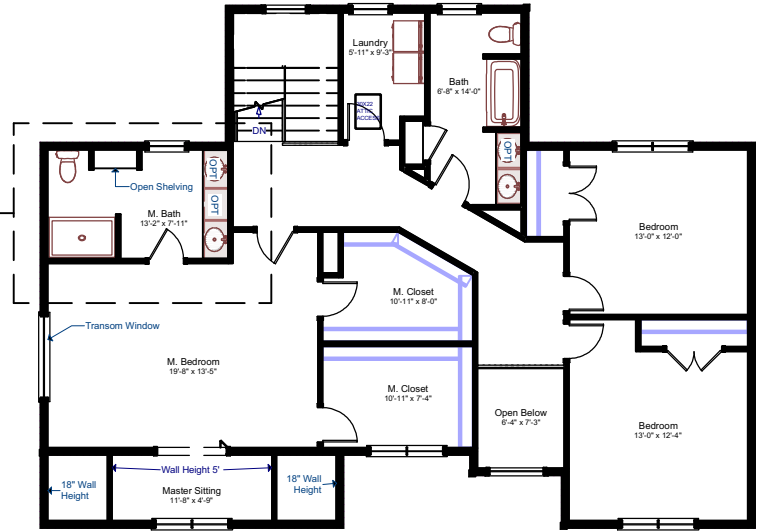 Laundry
5'-11" x 9'-3"
Bath
6'-8" x 14'-0"
30X22
ATTIC
ACCESS
DN
OPT
Open Shelving
OPT
OPT
M. Bath
13'-2" x 7'-11"
Bedroom
13'-0" x 12'-0"
M. Closet
10'-11" x 8'-0"
Transom Window
M. Bedroom
19'-8" x 13'-5"
M. Closet
10'-11" x 7'-4"
Open Below
6'-4" x 7'-3"
Bedroom
13'-0" x 12'-4"
Wall Height 5'
18" Wall
Height
18" Wall
Height
Master Sitting
11'-8" x 4'-9"